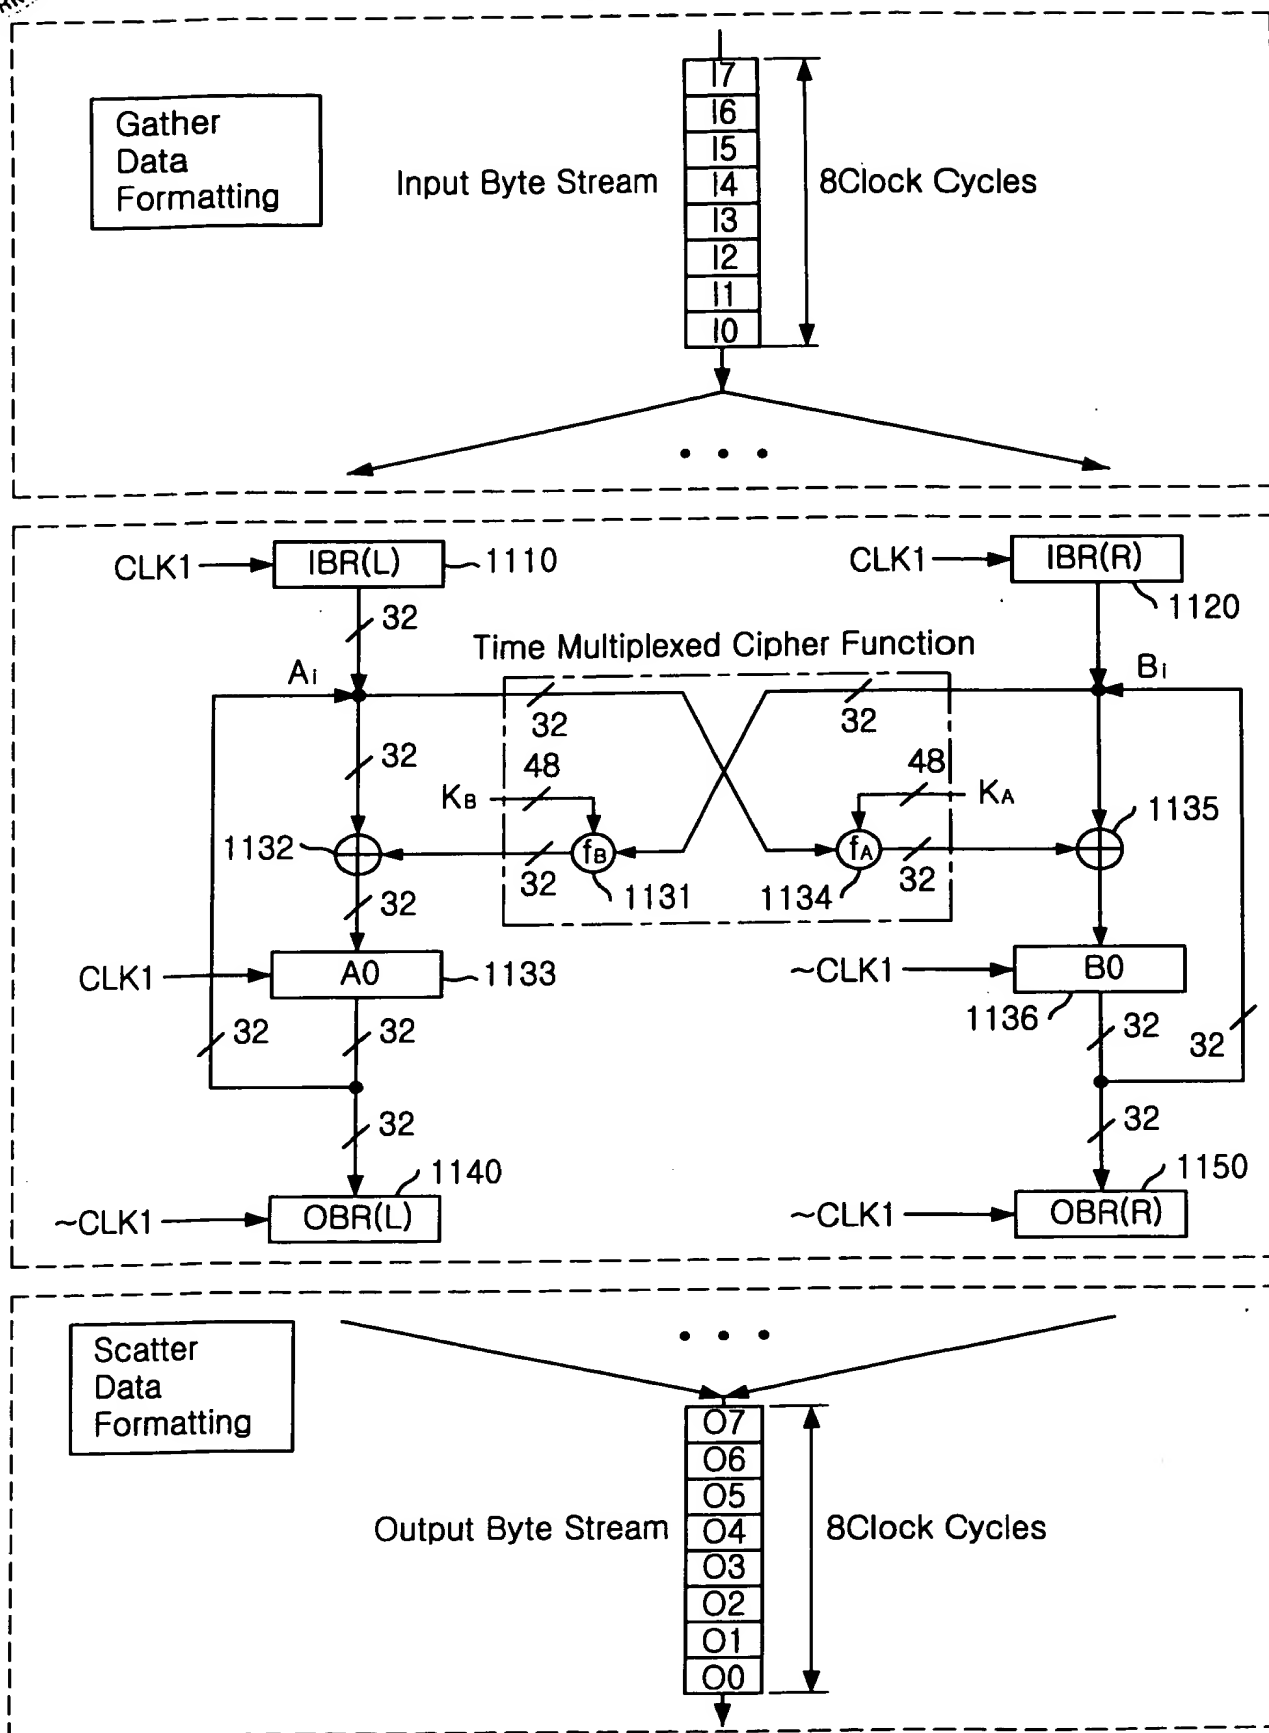 Gather
Data
Formatting
Input Byte Stream
I7
I6
I5
I4
I3
I2
I1
I0
8Clock Cycles
CLK1
IBR(L)
1110
CLK1
IBR(R)
1120
32
Time Multiplexed Cipher Function
Ai
Bi
32
32
32
48
48
KB
KA
1132
fB
32
1131
fA
32
1134
1135
32
CLK1
A0
1133
~CLK1
B0
1136
32
32
32
32
32
32
1140
1150
~CLK1
OBR(L)
~CLK1
OBR(R)
Scatter
Data
Formatting
Output Byte Stream
O7
O6
O5
O4
O3
O2
O1
O0
8Clock Cycles